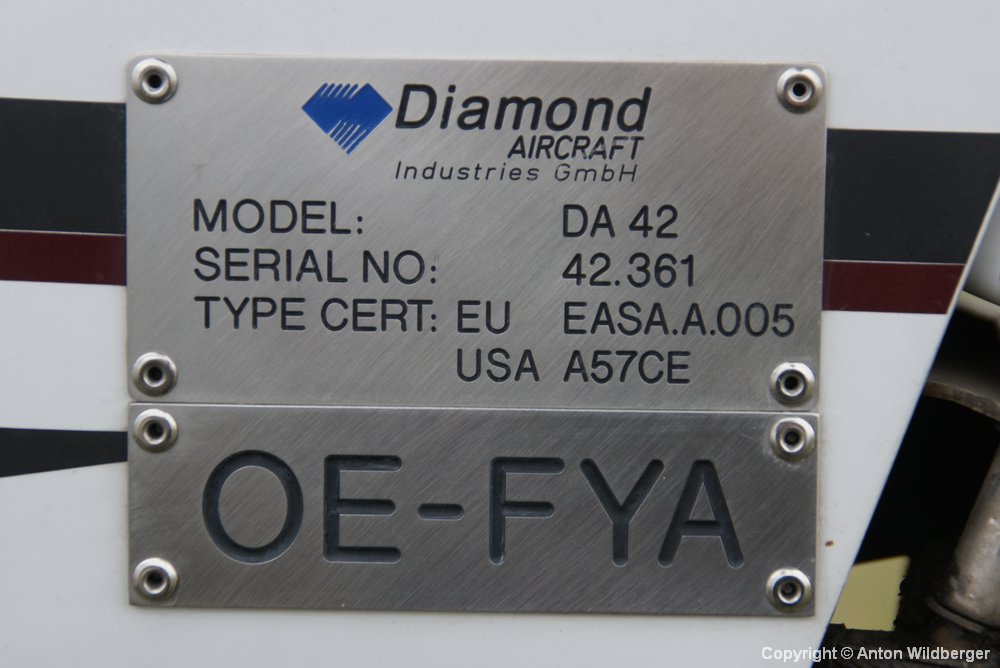 Diamond
AIRCRAFT
Industries GmbH
MODEL: DA 42
SERIAL NO: 42.361
TYPE CERT: EU EASA.A.005
USA A57CE
OE-FYA
Copyright © Anton Wildberger